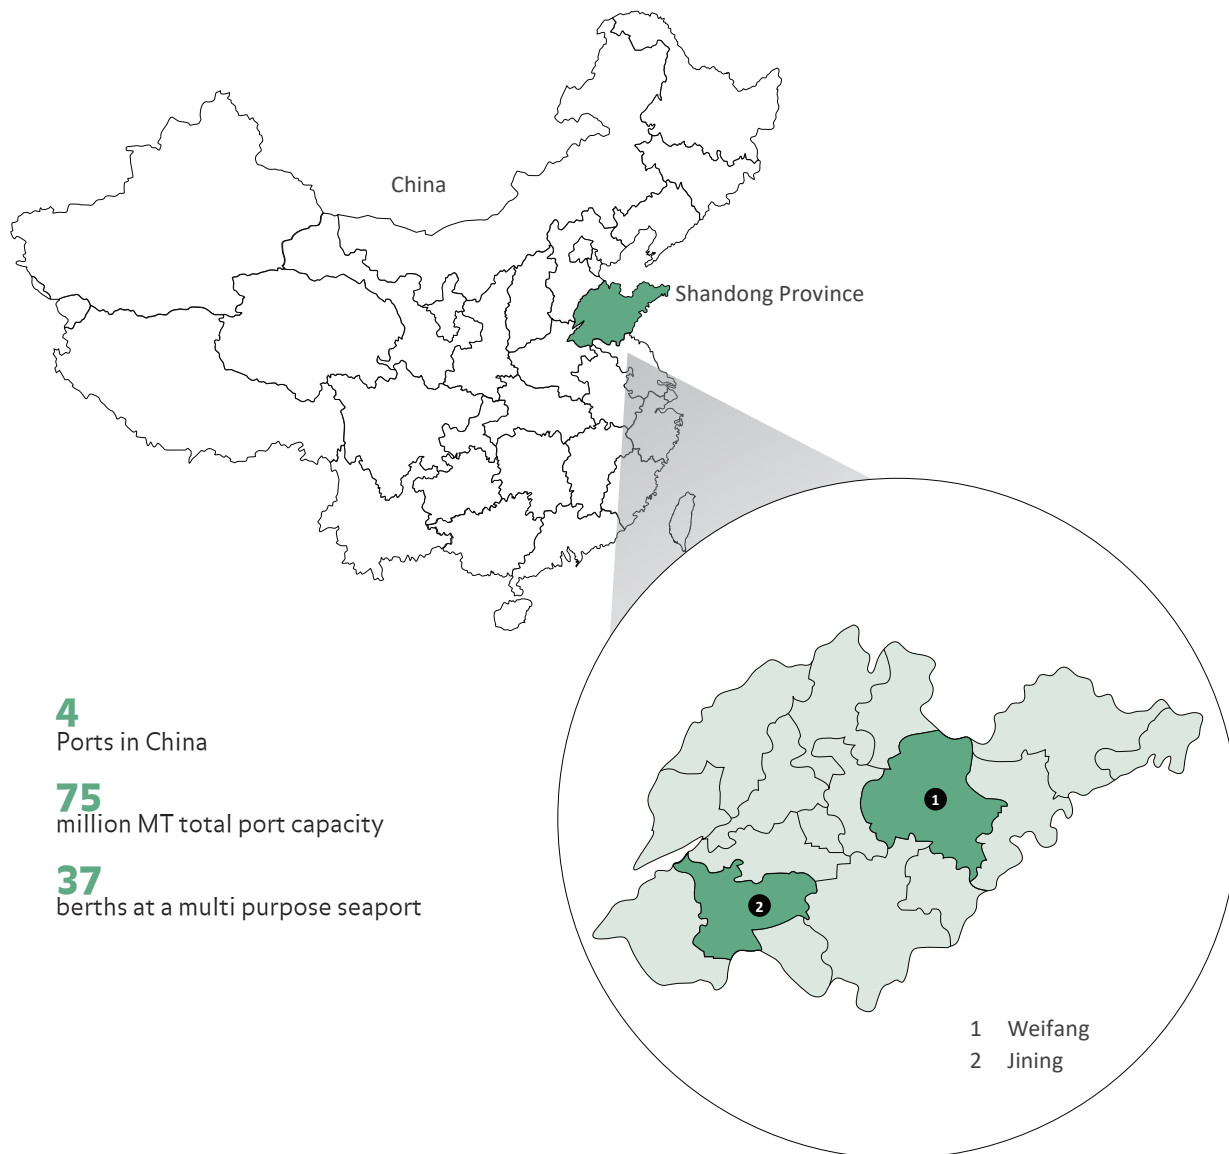 China
Shandong Province
4
Ports in China
75
million MT total port capacity
37
berths at a multi purpose seaport
1
2
1 Weifang
2 Jining